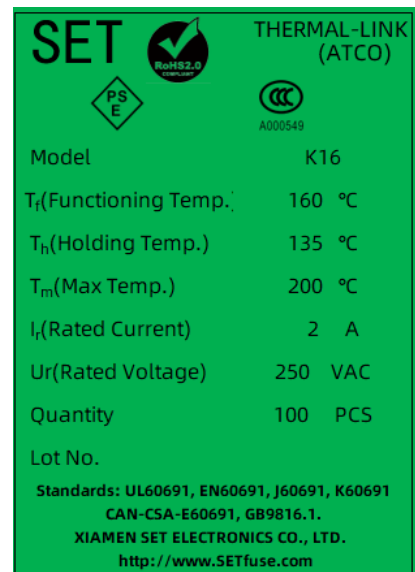 SET
RoHS2.0
COMPLIANT
THERMAL-LINK
(ATCO)
PS
E
CCC
A000549
Model K16
Tf(Functioning Temp.) 160 ℃
Th(Holding Temp.) 135 ℃
Tm(Max Temp.) 200 ℃
Ir(Rated Current) 2 A
Ur(Rated Voltage) 250 VAC
Quantity 100 PCS
Lot No.
Standards: UL60691, EN60691, J60691, K60691
CAN-CSA-E60691, GB9816.1.
XIAMEN SET ELECTRONICS CO., LTD.
http://www.SETfuse.com